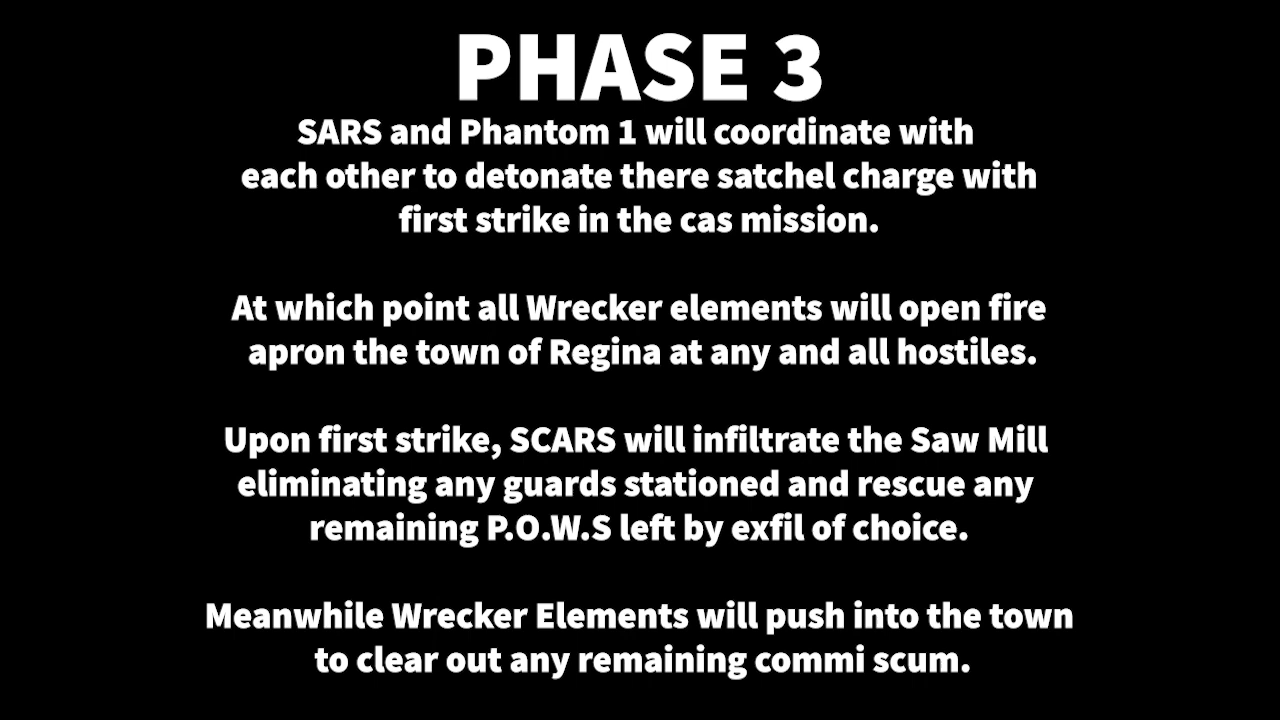 PHASE 3
SARS and Phantom 1 will coordinate with
each other to detonate there satchel charge with
first strike in the cas mission.
At which point all Wrecker elements will open fire
apron the town of Regina at any and all hostiles.
Upon first strike, SCARS will infiltrate the Saw Mill
eliminating any guards stationed and rescue any
remaining P.O.W.S left by exfil of choice.
Meanwhile Wrecker Elements will push into the town
to clear out any remaining commi scum.